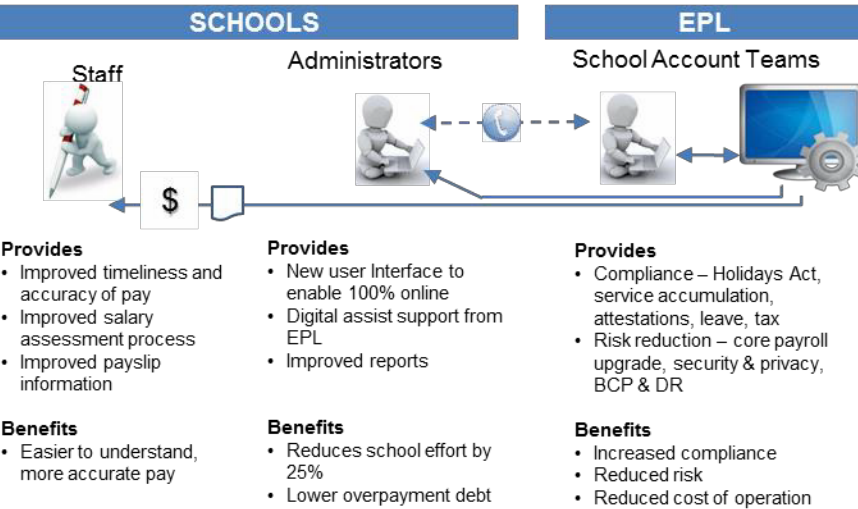 SCHOOLS
EPL
Staff
Administrators
School Account Teams
$
Provides
• Improved timeliness and
accuracy of pay
• Improved salary
assessment process
• Improved payslip
information
Benefits
• Easier to understand,
more accurate pay
Provides
• New user Interface to
enable 100% online
• Digital assist support from
EPL
• Improved reports
Benefits
• Reduces school effort by
25%
• Lower overpayment debt
Provides
• Compliance – Holidays Act,
service accumulation,
attestations, leave, tax
• Risk reduction – core payroll
upgrade, security & privacy,
BCP & DR
Benefits
• Increased compliance
• Reduced risk
• Reduced cost of operation